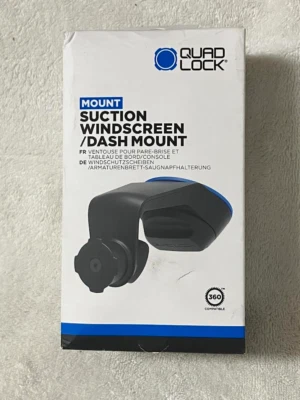 QUAD
LOCK®
MOUNT
SUCTION
WINDSCREEN
/DASH MOUNT
FR VENTOUSE POUR PARE-BRISE ET
TABLEAU DE BORD/CONSOLE
DE WINDSCHUTZSCHEIBEN
/ARMATURENBRETT-SAUGNAPFHALTERUNG
360™
COMPATIBLE